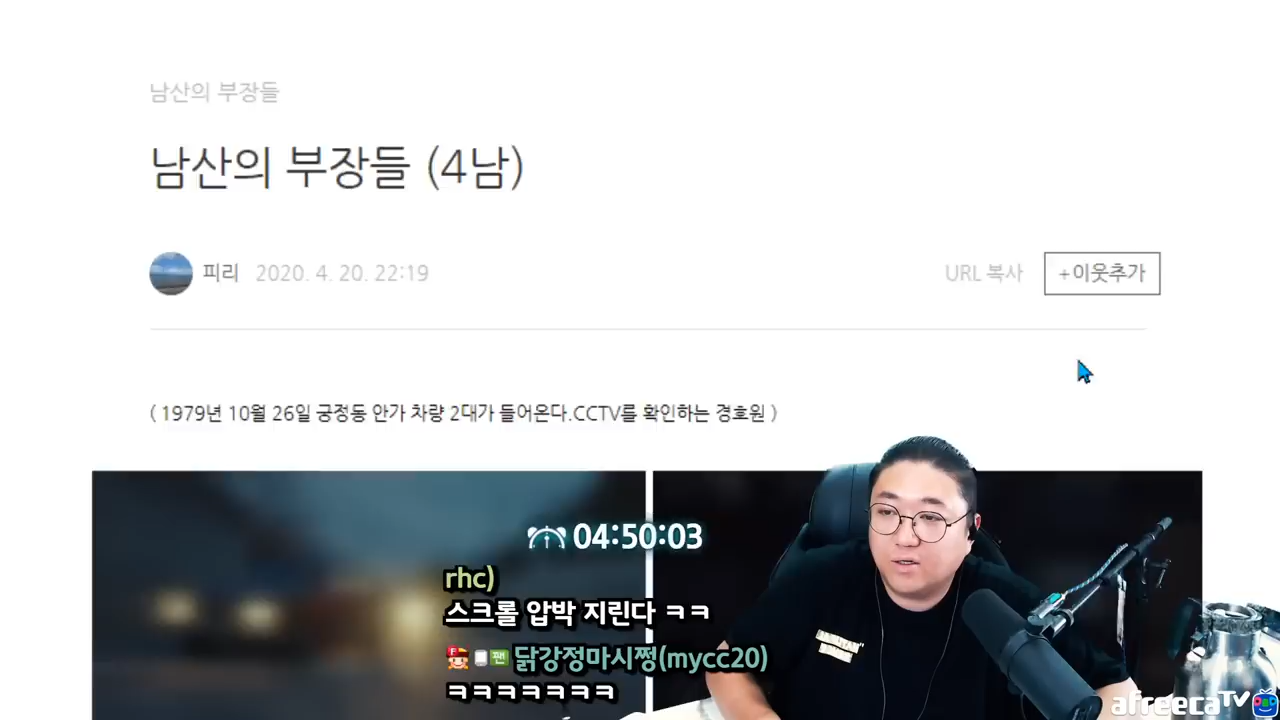 남산의 부장들
남산의 부장들 (4남)
피리 2020. 4. 20. 22:19 URL 복사 +이웃추가
( 1979년 10월 26일 궁정동 안가 차량 2대가 들어온다.CCTV를 확인하는 경호원 )
04:50:03
rhc)
스크롤 압박 지린다 ㅋㅋ
팬 닭강정마시쩡(mycc20)
ㅋㅋㅋㅋㅋㅋㅋ
afreecaTV